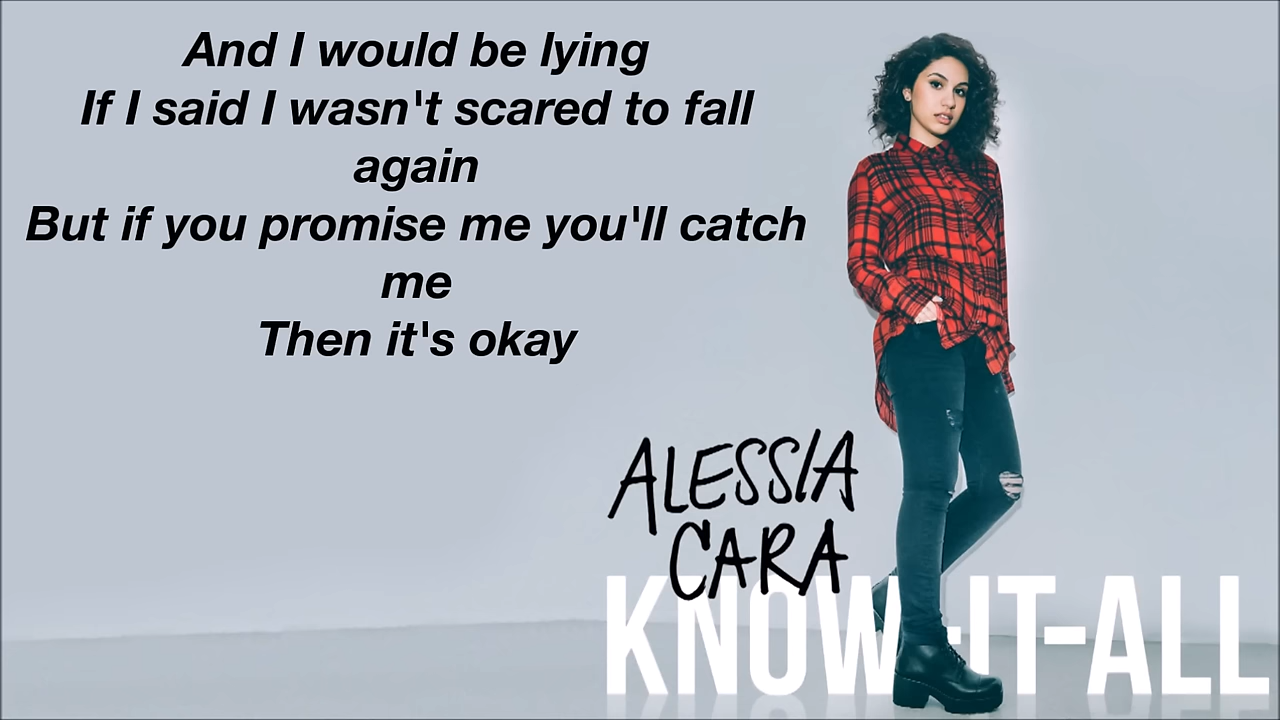 And I would be lying
If I said I wasn't scared to fall
again
But if you promise me you'll catch
me
Then it's okay
ALESSIA
CARA
KNOW-IT-ALL